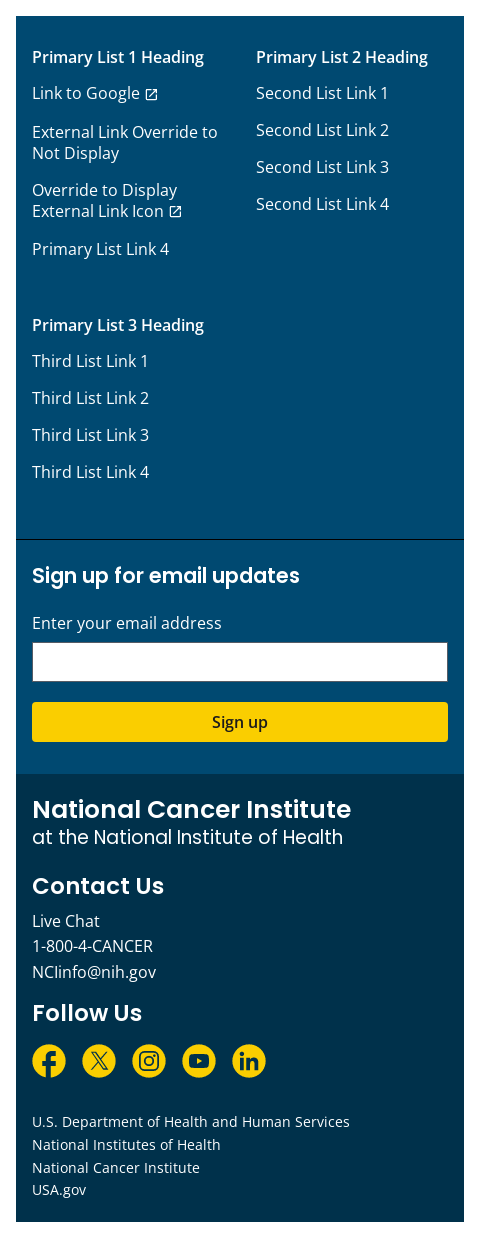 Primary List 1 Heading
Link to Google
External Link Override to
Not Display
Override to Display
External Link Icon
Primary List Link 4
Primary List 2 Heading
Second List Link 1
Second List Link 2
Second List Link 3
Second List Link 4
Primary List 3 Heading
Third List Link 1
Third List Link 2
Third List Link 3
Third List Link 4
Sign up for email updates
Enter your email address
Sign up
National Cancer Institute
at the National Institute of Health
Contact Us
Live Chat
1-800-4-CANCER
NCIinfo@nih.gov
Follow Us
U.S. Department of Health and Human Services
National Institutes of Health
National Cancer Institute
USA.gov